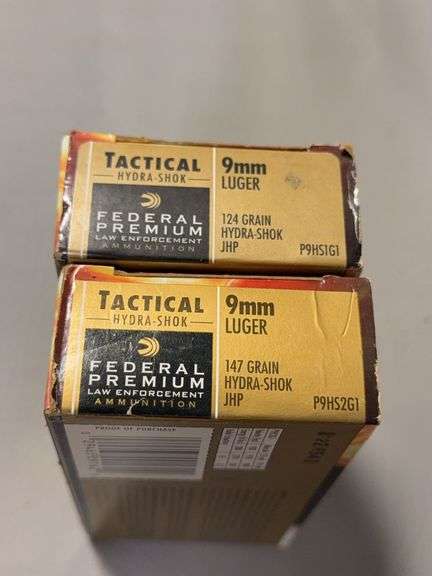 TACTICAL
HYDRA-SHOK
FEDERAL
PREMIUM
LAW ENFORCEMENT
AMMUNITION
9mm
LUGER
124 GRAIN
HYDRA-SHOK
JHP
P9HS1G1
TACTICAL
HYDRA-SHOK
FEDERAL
PREMIUM
LAW ENFORCEMENT
AMMUNITION
9mm
LUGER
147 GRAIN
HYDRA-SHOK
JHP
P9HS2G1
PROOF OF PURCHASE